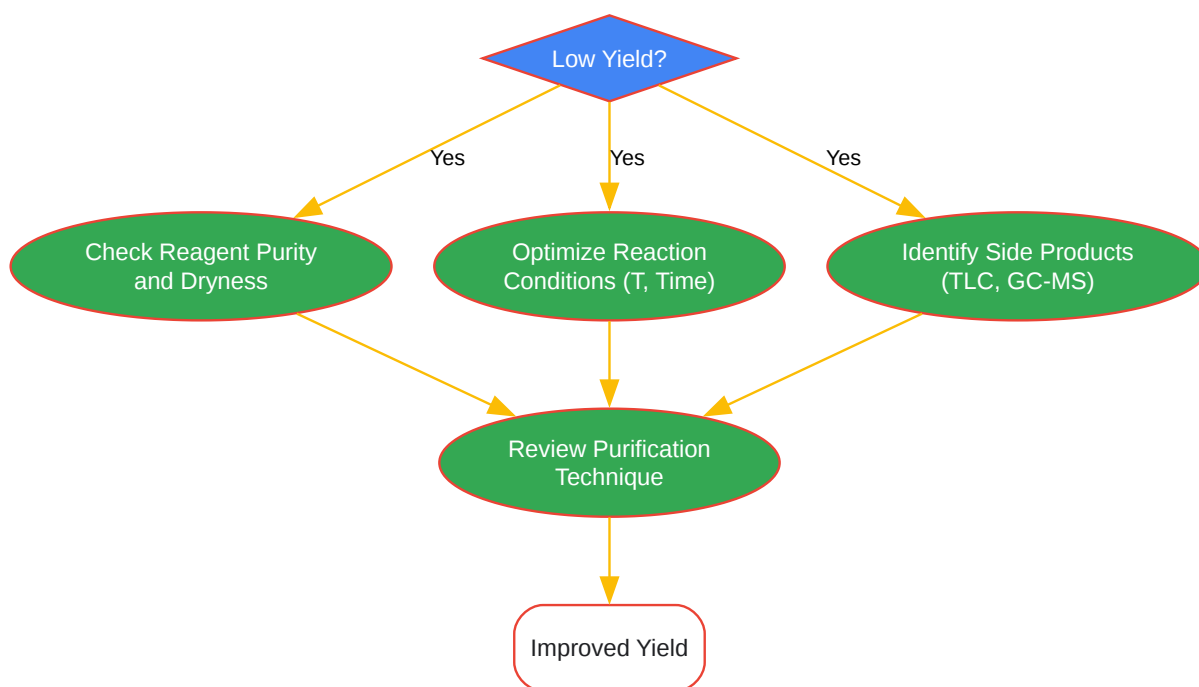 Low Yield?
Yes
Yes
Yes
Check Reagent Purity
and Dryness
Optimize Reaction
Conditions (T, Time)
Identify Side Products
(TLC, GC-MS)
Review Purification
Technique
Improved Yield